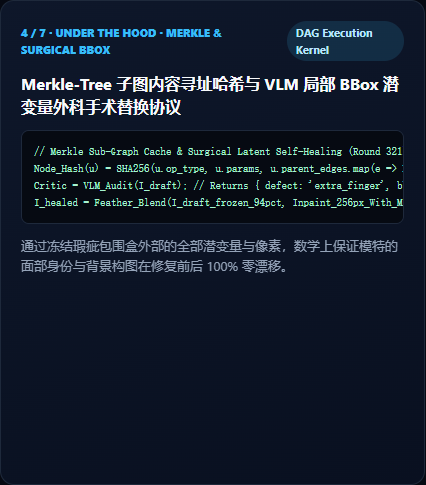 4 / 7 · UNDER THE HOOD · MERKLE &
SURGICAL BBOX
DAG Execution
Kernel
Merkle-Tree 子图内容寻址哈希与 VLM 局部 BBox 潜
变量外科手术替换协议
// Merkle Sub-Graph Cache & Surgical Latent Self-Healing (Round 321
Node_Hash(u) = SHA256(u.op_type, u.params, u.parent_edges.map(e =>
Critic = VLM_Audit(I_draft); // Returns { defect: 'extra_finger', b
I_healed = Feather_Blend(I_draft_frozen_94pct, Inpaint_256px_With_M
通过冻结瑕疵包围盒外部的全部潜变量与像素，数学上保证模特的
面部身份与背景构图在修复前后 100% 零漂移。